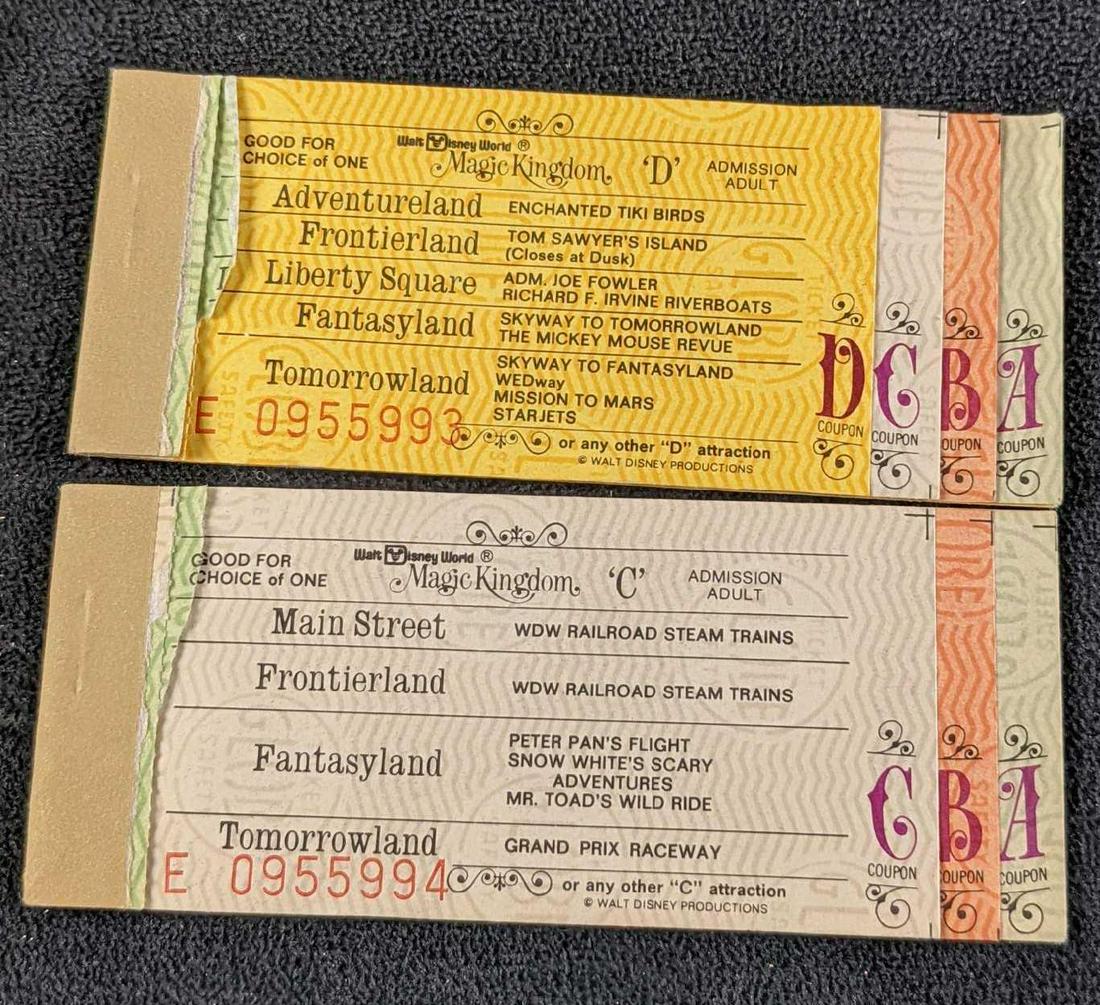 GOOD FOR
CHOICE of ONE
Walt Disney World ®
Magic Kingdom
'D'
ADMISSION
ADULT
Adventureland ENCHANTED TIKI BIRDS
Frontierland TOM SAWYER'S ISLAND
(Closes at Dusk)
Liberty Square ADM. JOE FOWLER
RICHARD F. IRVINE RIVERBOATS
Fantasyland SKYWAY TO TOMORROWLAND
THE MICKEY MOUSE REVUE
Tomorrowland SKYWAY TO FANTASYLAND
WEDway
MISSION TO MARS
STARJETS
E 0955993
or any other "D" attraction
© WALT DISNEY PRODUCTIONS
D
COUPON
C
COUPON
B
OUPON
A
COUPON
GOOD FOR
CHOICE of ONE
Walt Disney World ®
Magic Kingdom
'C'
ADMISSION
ADULT
Main Street WDW RAILROAD STEAM TRAINS
Frontierland WDW RAILROAD STEAM TRAINS
Fantasyland PETER PAN'S FLIGHT
SNOW WHITE'S SCARY
ADVENTURES
MR. TOAD'S WILD RIDE
Tomorrowland GRAND PRIX RACEWAY
E 0955994
or any other "C" attraction
© WALT DISNEY PRODUCTIONS
C
COUPON
B
OUPON
A
COUPON